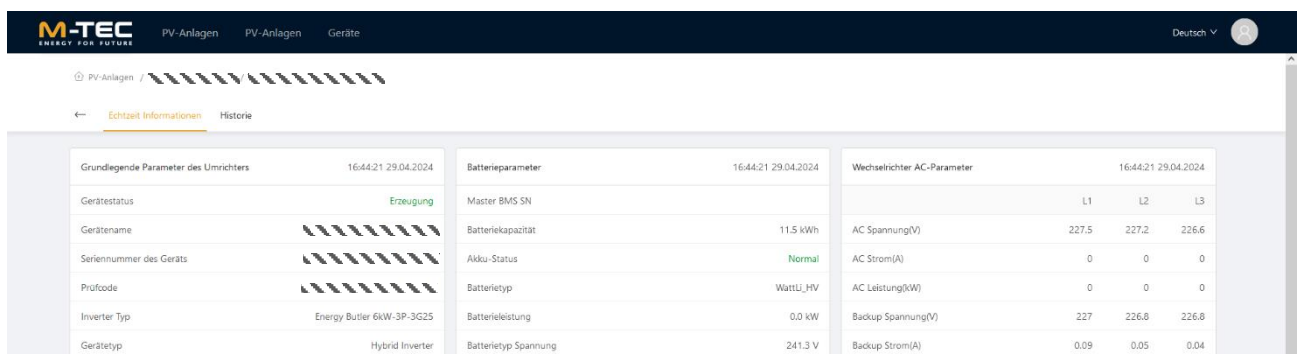 M-TEC PV-Anlagen PV-Anlagen Geräte Deutsch
ENERGY FOR FUTURE
PV-Anlagen / /
← Echtzeit Informationen Historie
Grundlegende Parameter des Umrichters 16:44:21 29.04.2024
Gerätestatus Erzeugung
Gerätename
Seriennummer des Geräts
Prüfcode
Inverter Typ Energy Butler 6kW-3P-3G25
Gerätetyp Hybrid Inverter
Batterieparameter 16:44:21 29.04.2024
Master BMS SN
Batteriekapazität 11.5 kWh
Akku-Status Normal
Batterietyp WattLi_HV
Batterieleistung 0.0 kW
Batterietyp Spannung 241.3 V
Wechselrichter AC-Parameter 16:44:21 29.04.2024
L1 L2 L3
AC Spannung(V) 227.5 227.2 226.6
AC Strom(A) 0 0 0
AC Leistung(kW) 0 0 0
Backup Spannung(V) 227 226.8 226.8
Backup Strom(A) 0.09 0.05 0.04